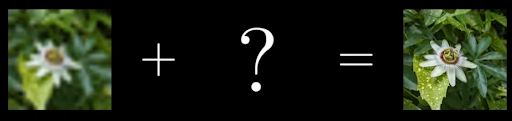 + ? =